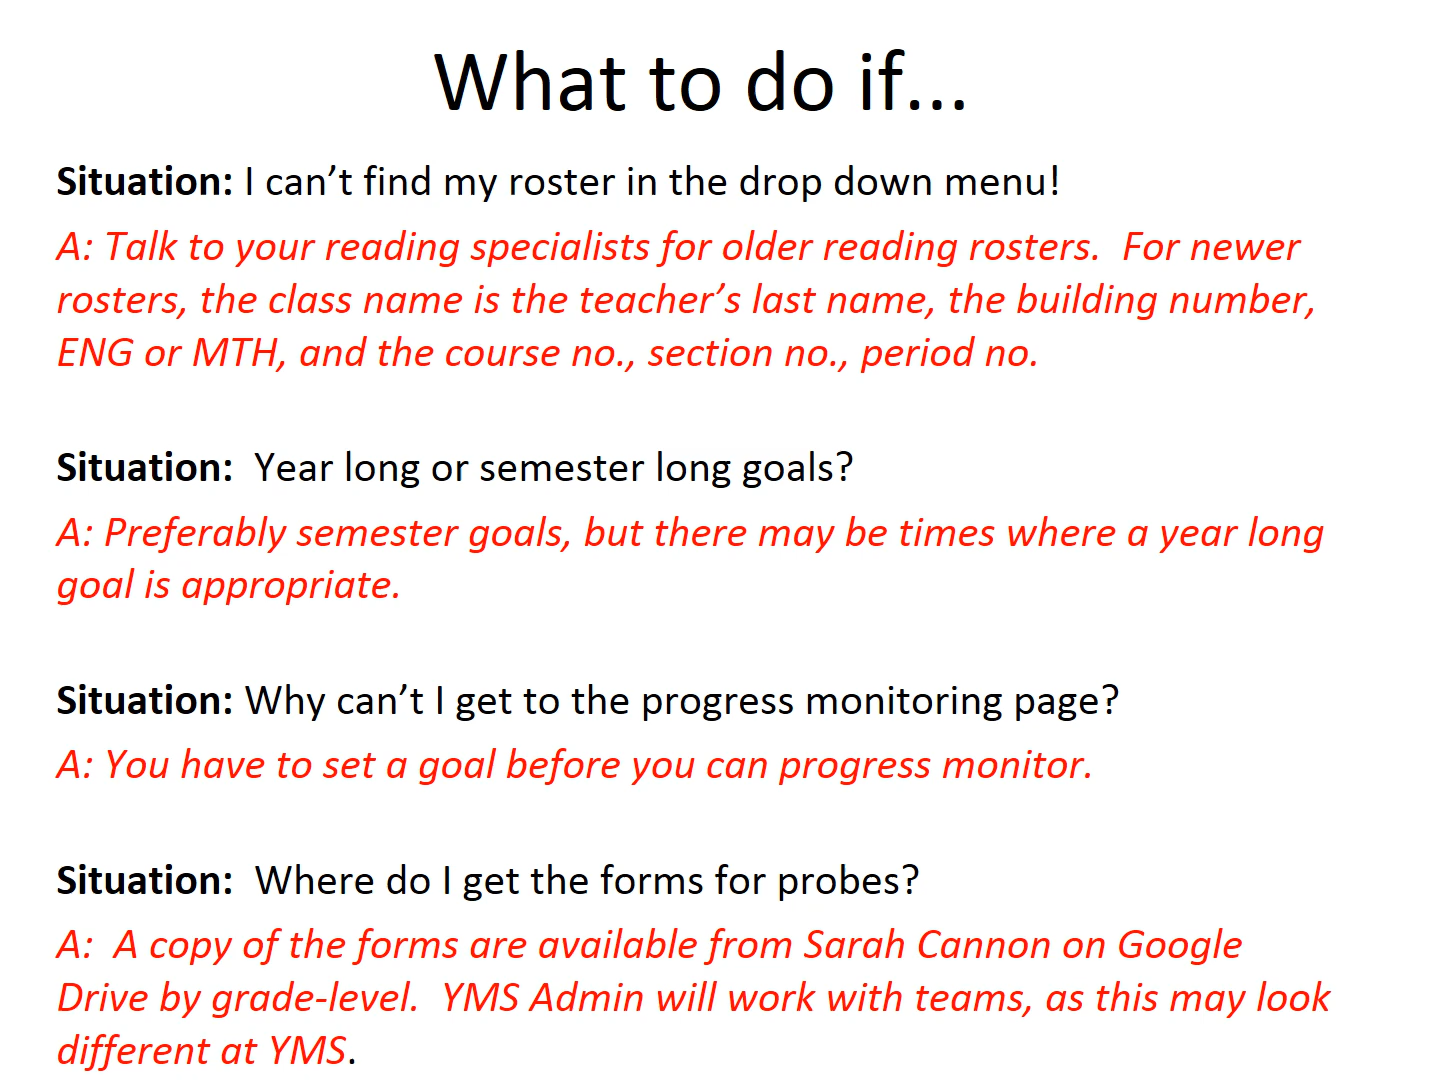 What to do if...
Situation: I can’t find my roster in the drop down menu!
A: Talk to your reading specialists for older reading rosters.  For newer
rosters, the class name is the teacher’s last name, the building number,
ENG or MTH, and the course no., section no., period no.
Situation:  Year long or semester long goals?
A: Preferably semester goals, but there may be times where a year long
goal is appropriate.
Situation: Why can’t I get to the progress monitoring page?
A: You have to set a goal before you can progress monitor.
Situation:  Where do I get the forms for probes?
A:  A copy of the forms are available from Sarah Cannon on Google
Drive by grade-level.  YMS Admin will work with teams, as this may look
different at YMS.